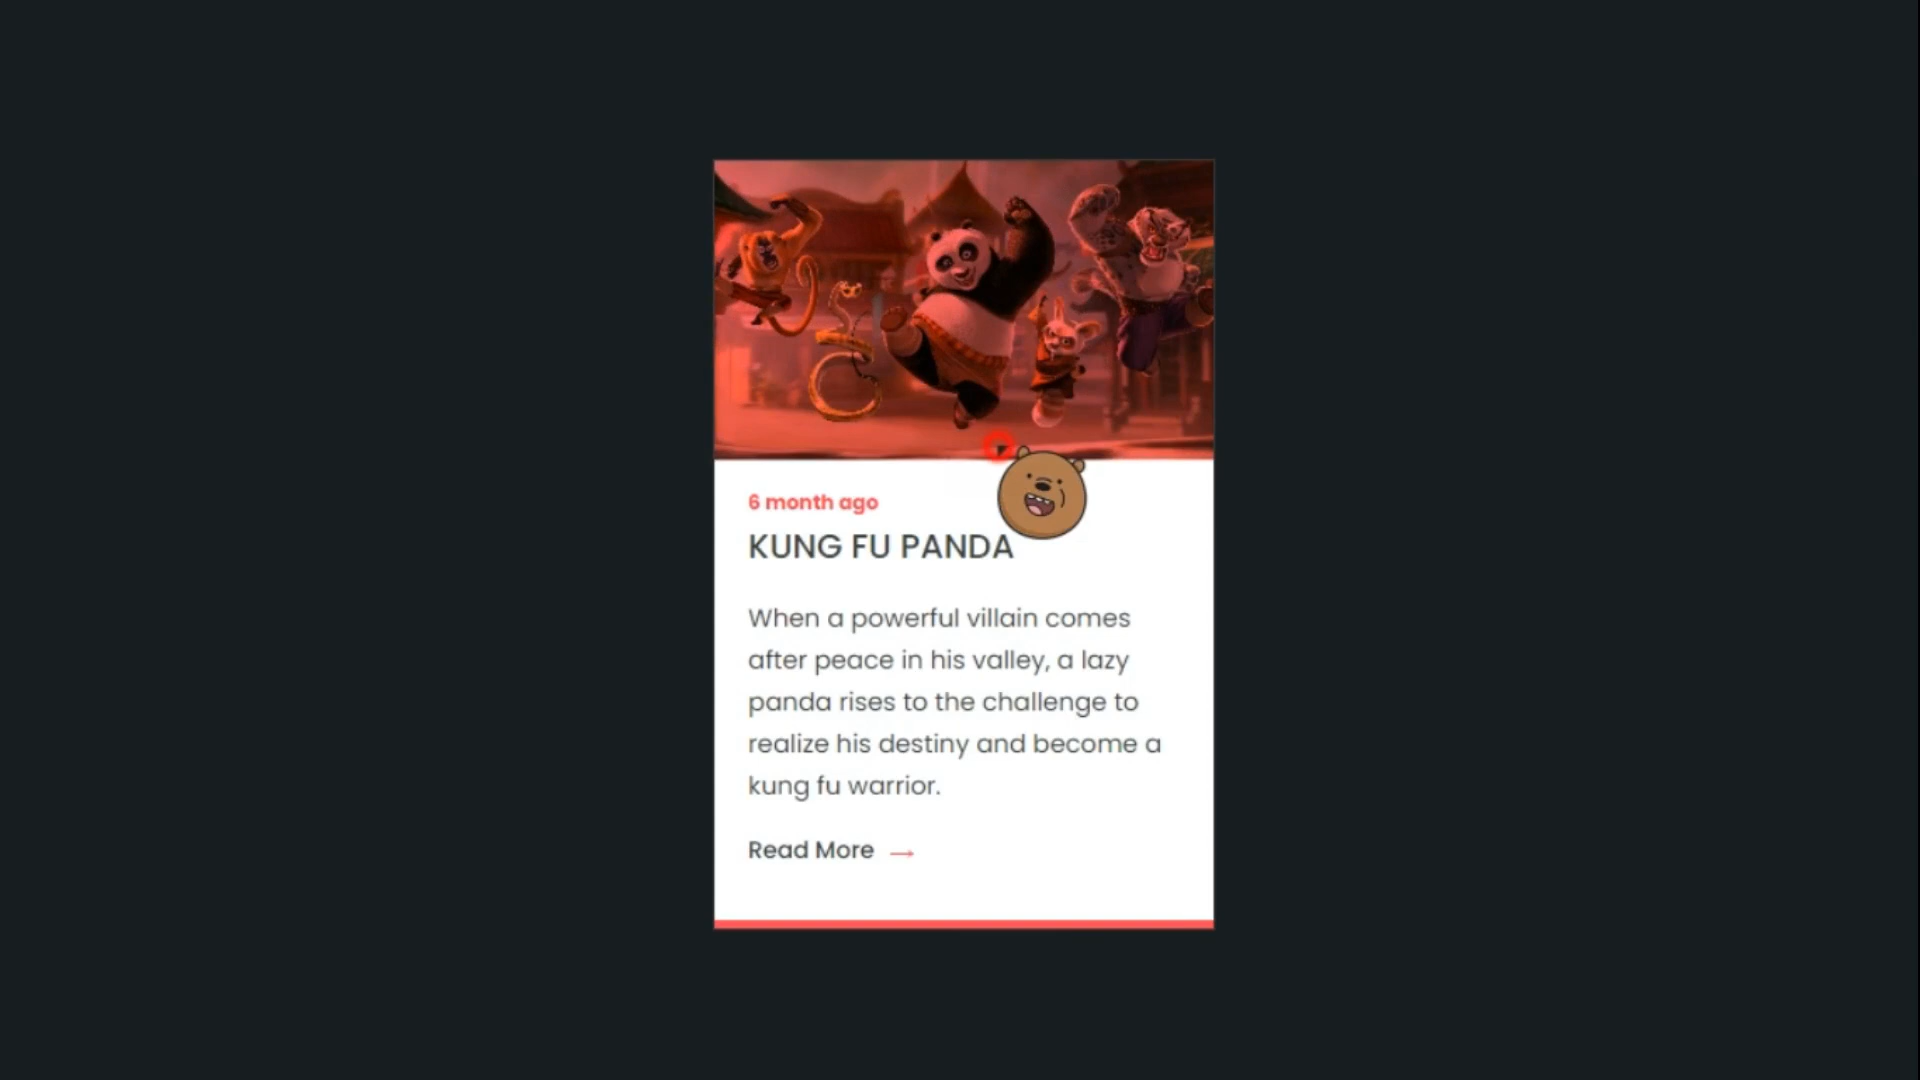 6 month ago
KUNG FU PANDA
When a powerful villain comes
after peace in his valley, a lazy
panda rises to the challenge to
realize his destiny and become a
kung fu warrior.
Read More →